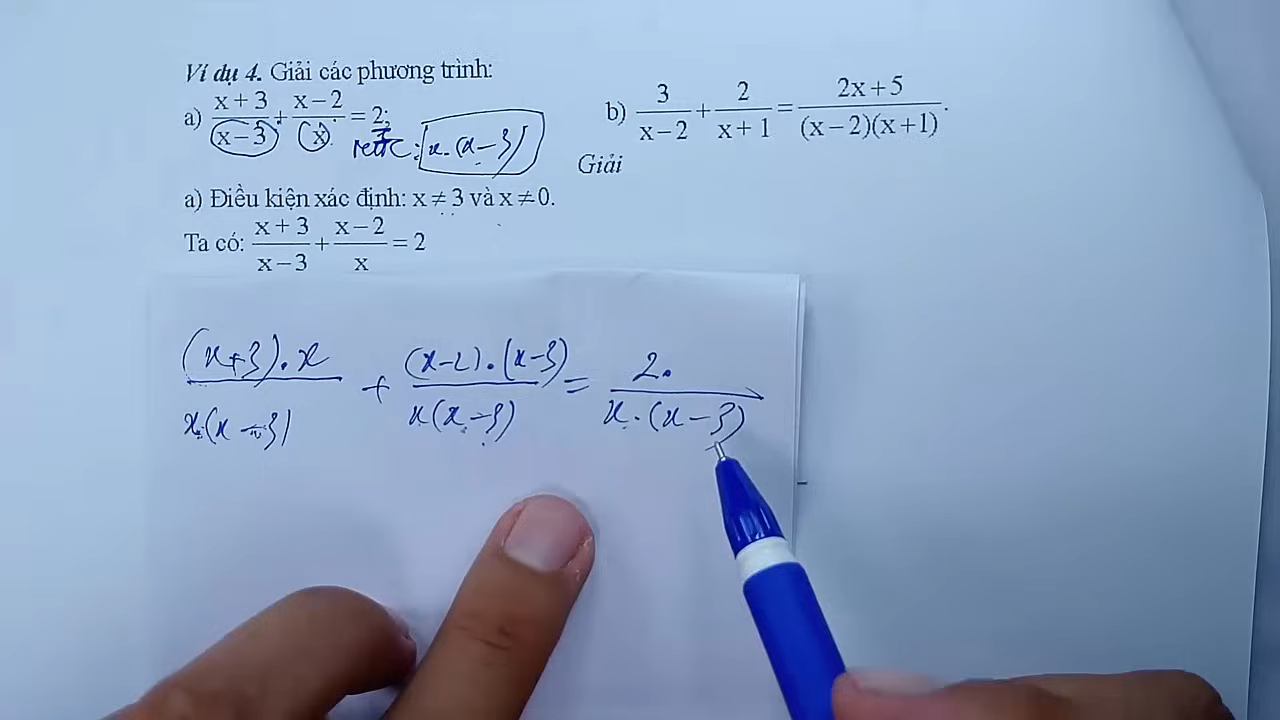 Ví dụ 4. Giải các phương trình:
a) (x + 3)/(x − 3) + (x − 2)/x = 2;
MTC: x.(x − 3)
b) 3/(x − 2) + 2/(x + 1) = (2x + 5)/((x − 2)(x + 1)).
Giải
a) Điều kiện xác định: x ≠ 3 và x ≠ 0.
Ta có: (x + 3)/(x − 3) + (x − 2)/x = 2
(x+3).x/x.(x − 3) + (x−2).(x−3)/x(x − 3) = 2./x.(x − 3)